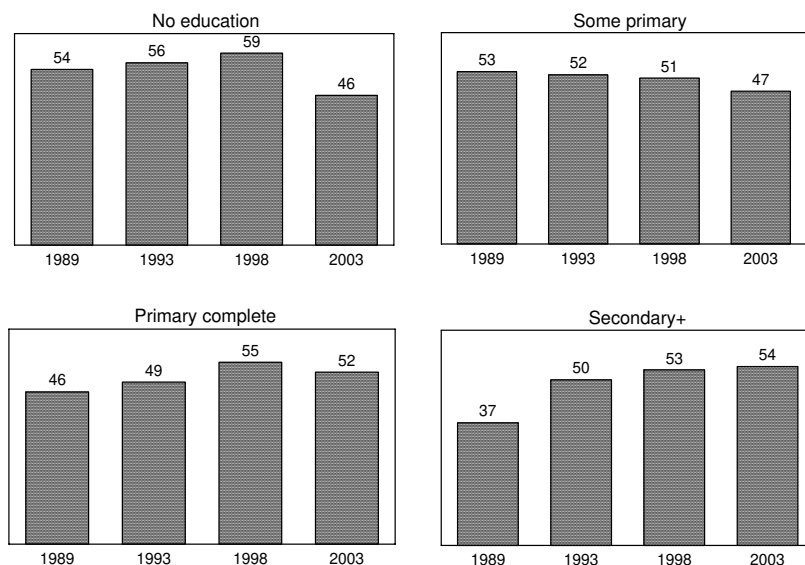 No education
54 56 59 46
1989 1993 1998 2003
Some primary
53 52 51 47
1989 1993 1998 2003
Primary complete
46 49 55 52
1989 1993 1998 2003
Secondary+
37 50 53 54
1989 1993 1998 2003